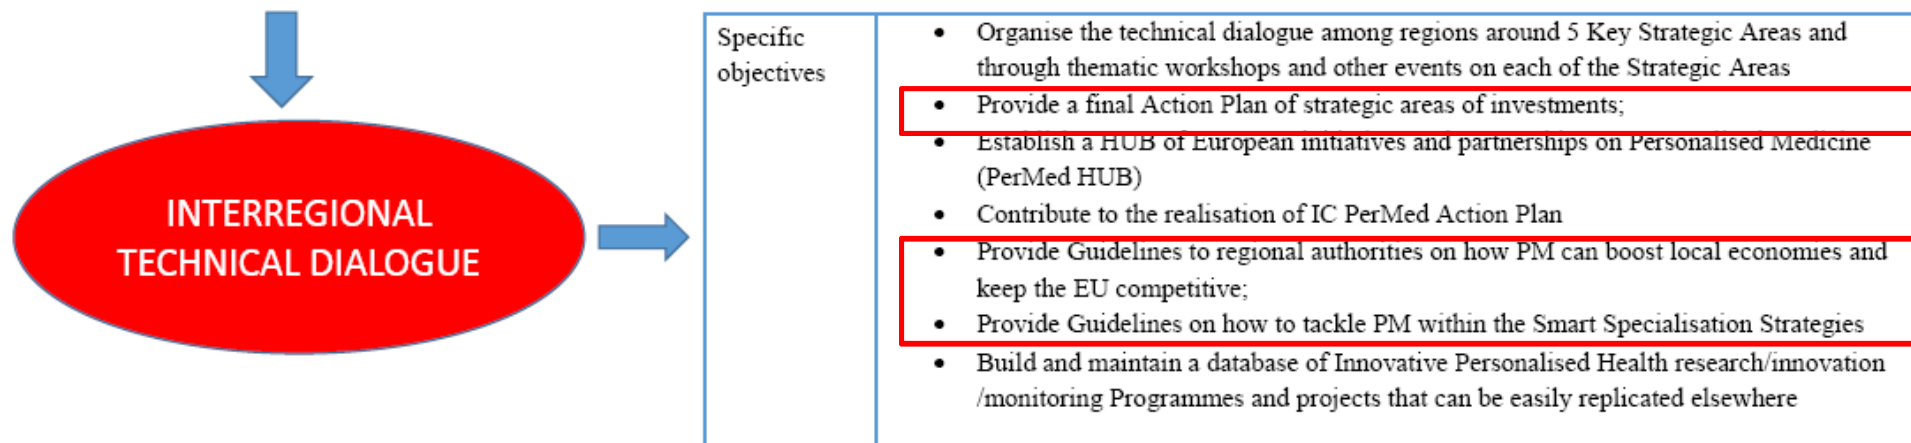 INTERREGIONAL
TECHNICAL DIALOGUE
Specific
objectives
• Organise the technical dialogue among regions around 5 Key Strategic Areas and
through thematic workshops and other events on each of the Strategic Areas
• Provide a final Action Plan of strategic areas of investments;
• Establish a HUB of European initiatives and partnerships on Personalised Medicine
(PerMed HUB)
• Contribute to the realisation of IC PerMed Action Plan
• Provide Guidelines to regional authorities on how PM can boost local economies and
keep the EU competitive;
• Provide Guidelines on how to tackle PM within the Smart Specialisation Strategies
• Build and maintain a database of Innovative Personalised Health research/innovation
/monitoring Programmes and projects that can be easily replicated elsewhere